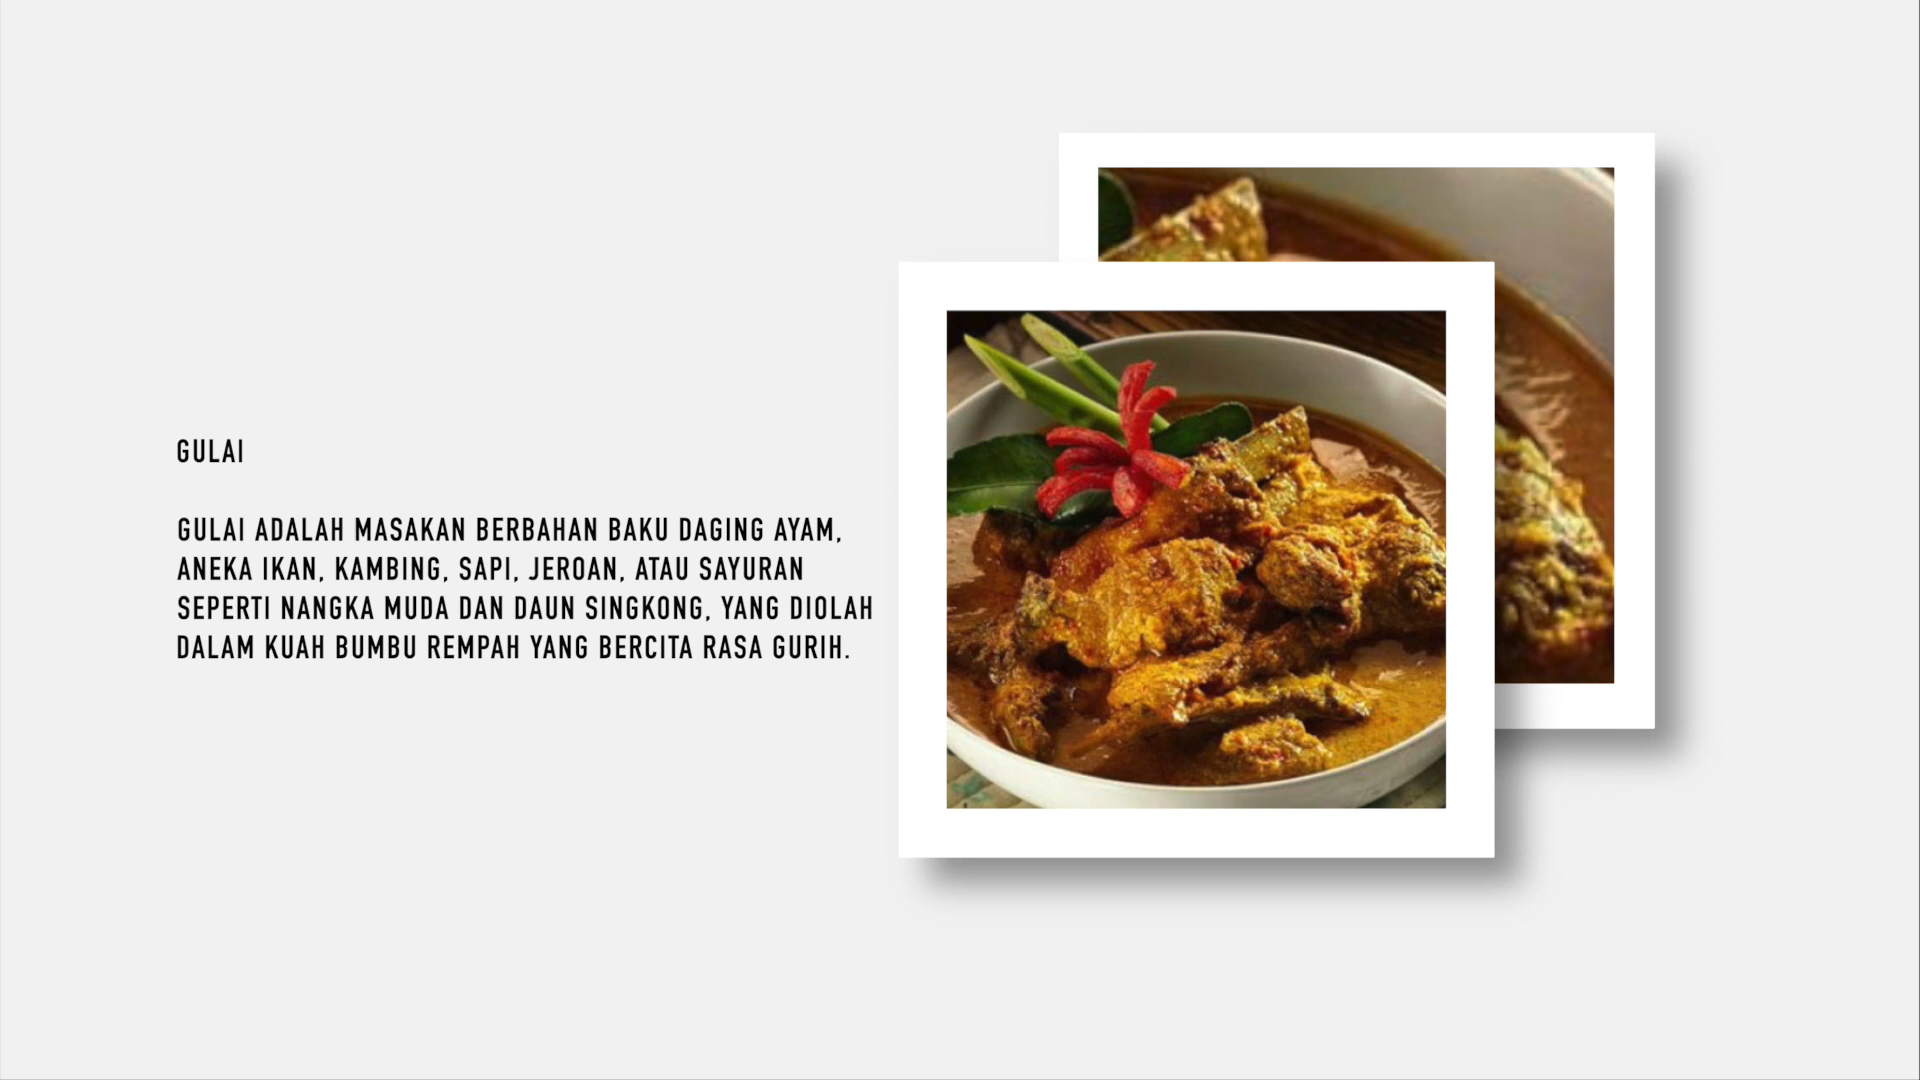 GULAI
GULAI ADALAH MASAKAN BERBAHAN BAKU DAGING AYAM,
ANEKA IKAN, KAMBING, SAPI, JEROAN, ATAU SAYURAN
SEPERTI NANGKA MUDA DAN DAUN SINGKONG, YANG DIOLAH
DALAM KUAH BUMBU REMPAH YANG BERCITA RASA GURIH.